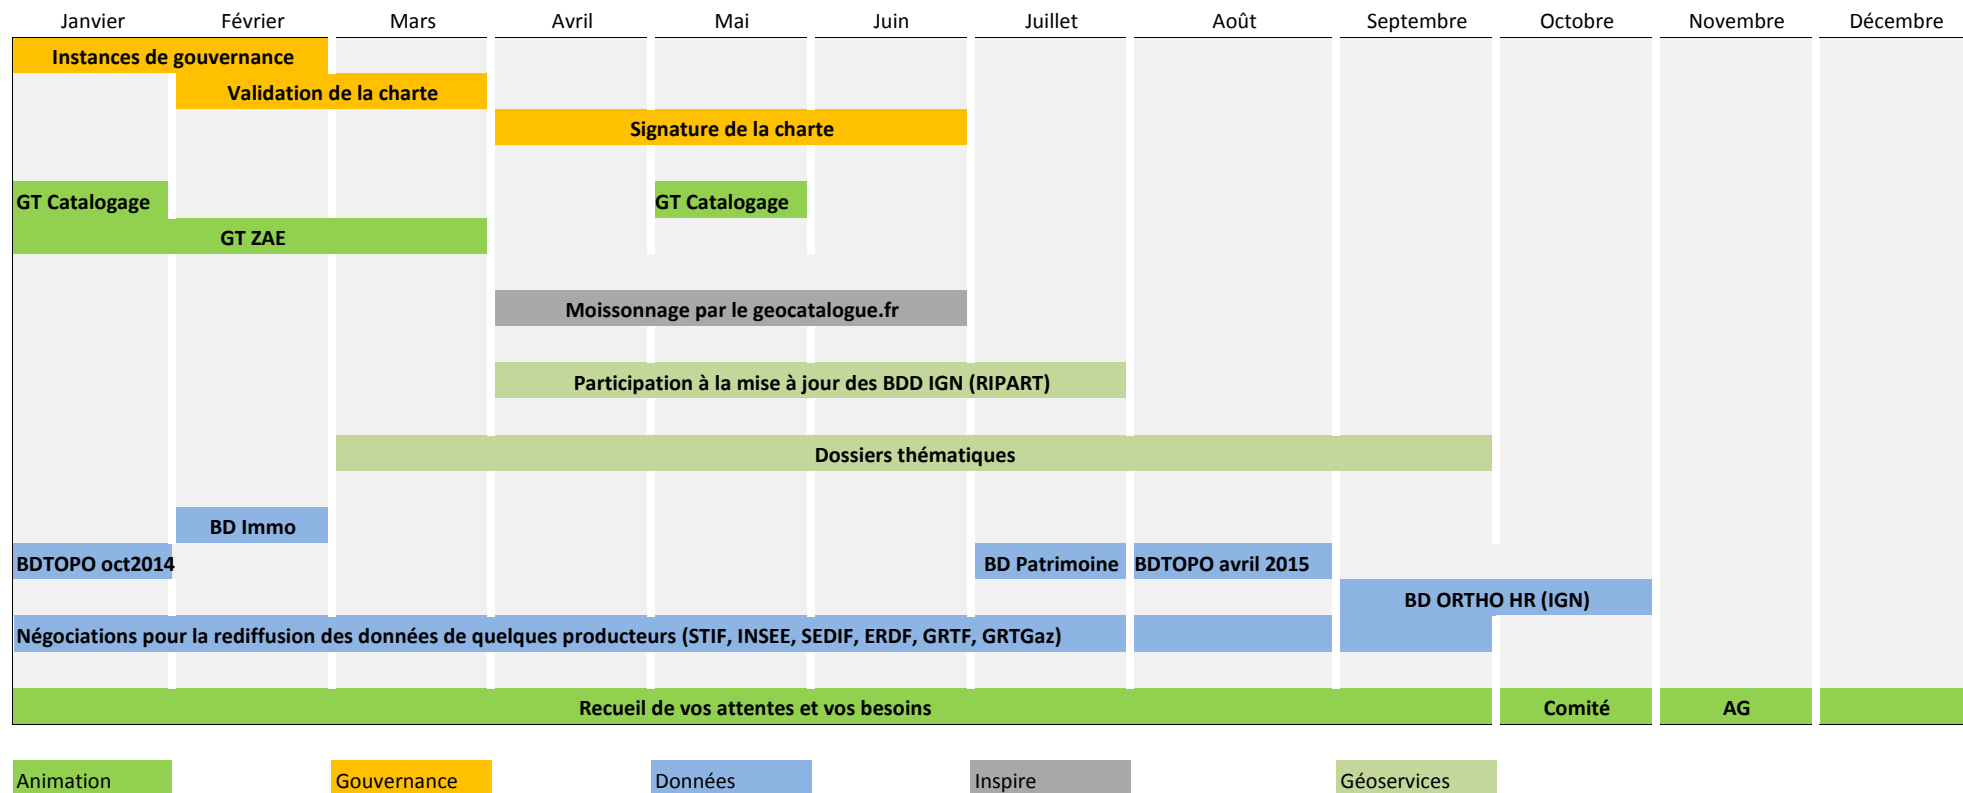 Janvier Février Mars Avril Mai Juin Juillet Août Septembre Octobre Novembre Décembre
Instances de gouvernance
Validation de la charte
Signature de la charte
GT Catalogage GT Catalogage
GT ZAE
Moissonnage par le geocatalogue.fr
Participation à la mise à jour des BDD IGN (RIPART)
Dossiers thématiques
BD Immo
BDTOPO oct2014 BD Patrimoine BDTOPO avril 2015
BD ORTHO HR (IGN)
Négociations pour la rediffusion des données de quelques producteurs (STIF, INSEE, SEDIF, ERDF, GRTF, GRTGaz)
Recueil de vos attentes et vos besoins Comité AG
Animation Gouvernance Données Inspire Géoservices